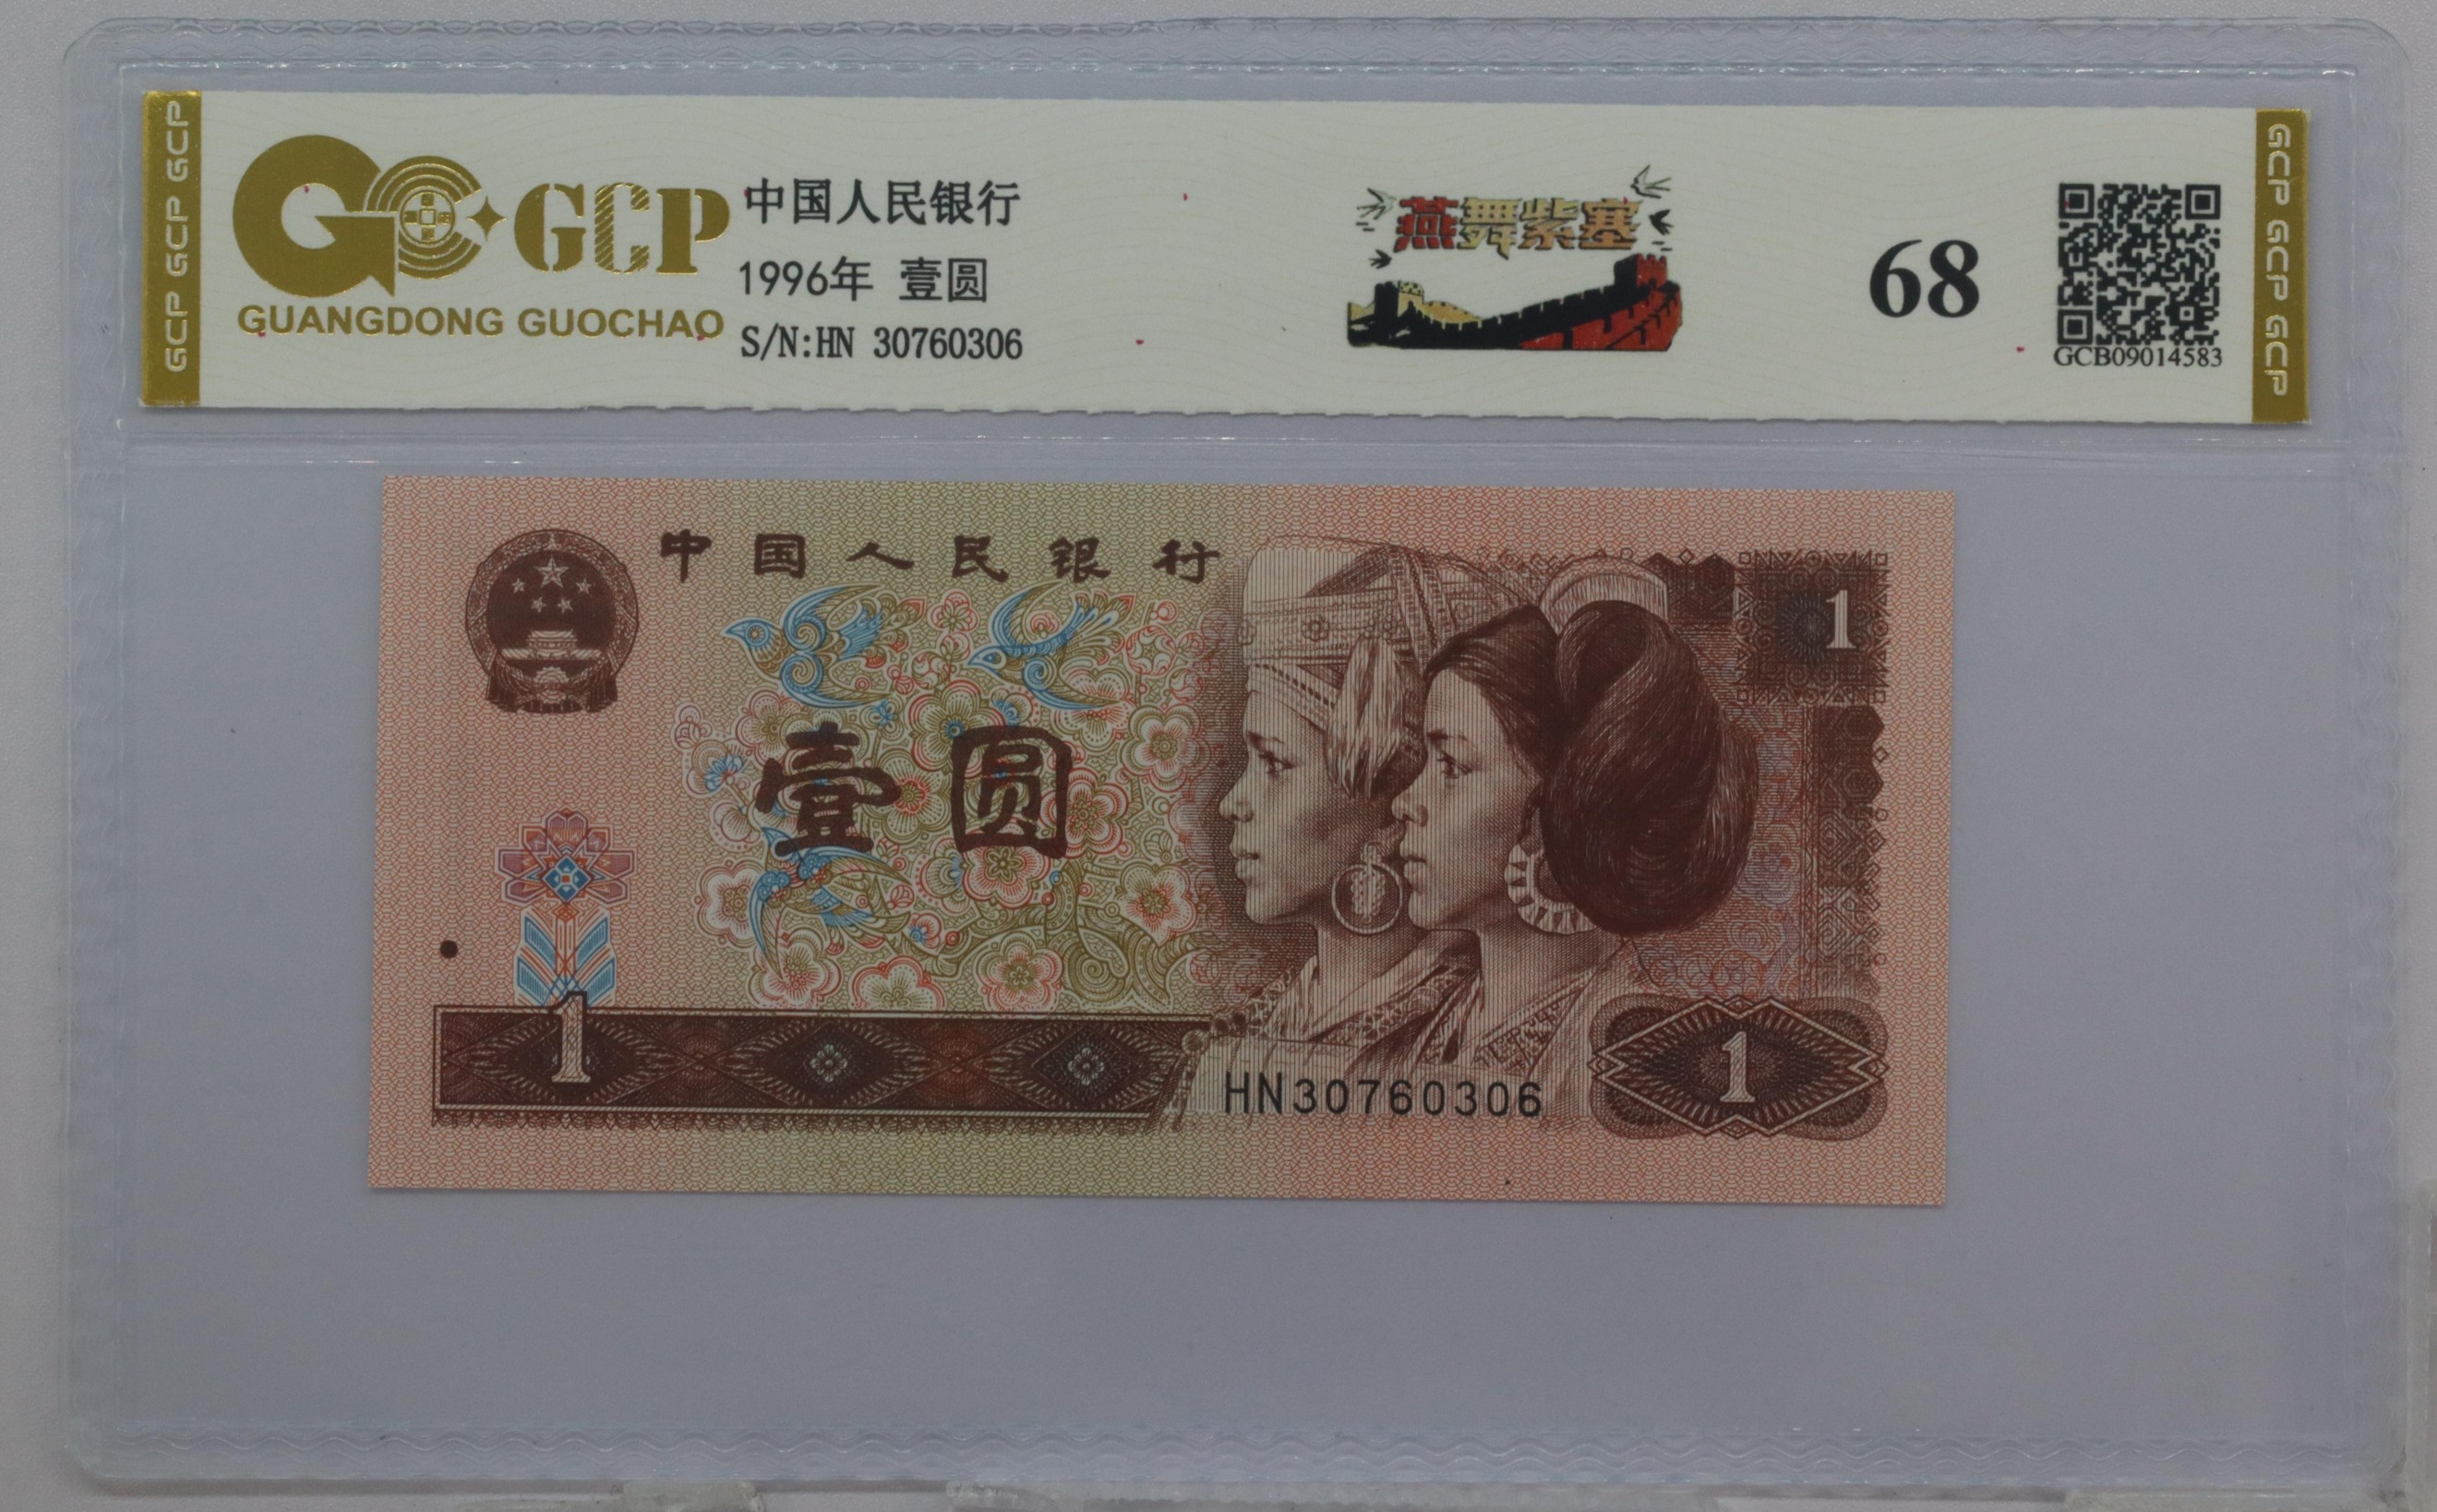 GCP GCP GCP
GCP
GUANGDONG GUOCHAO
中国人民银行
1996年 壹圆
S/N:HN 30760306
燕舞紫塞
68
GCB09014583
GCP GCP GCP
中国人民银行
1
壹圆
1
HN30760306
1